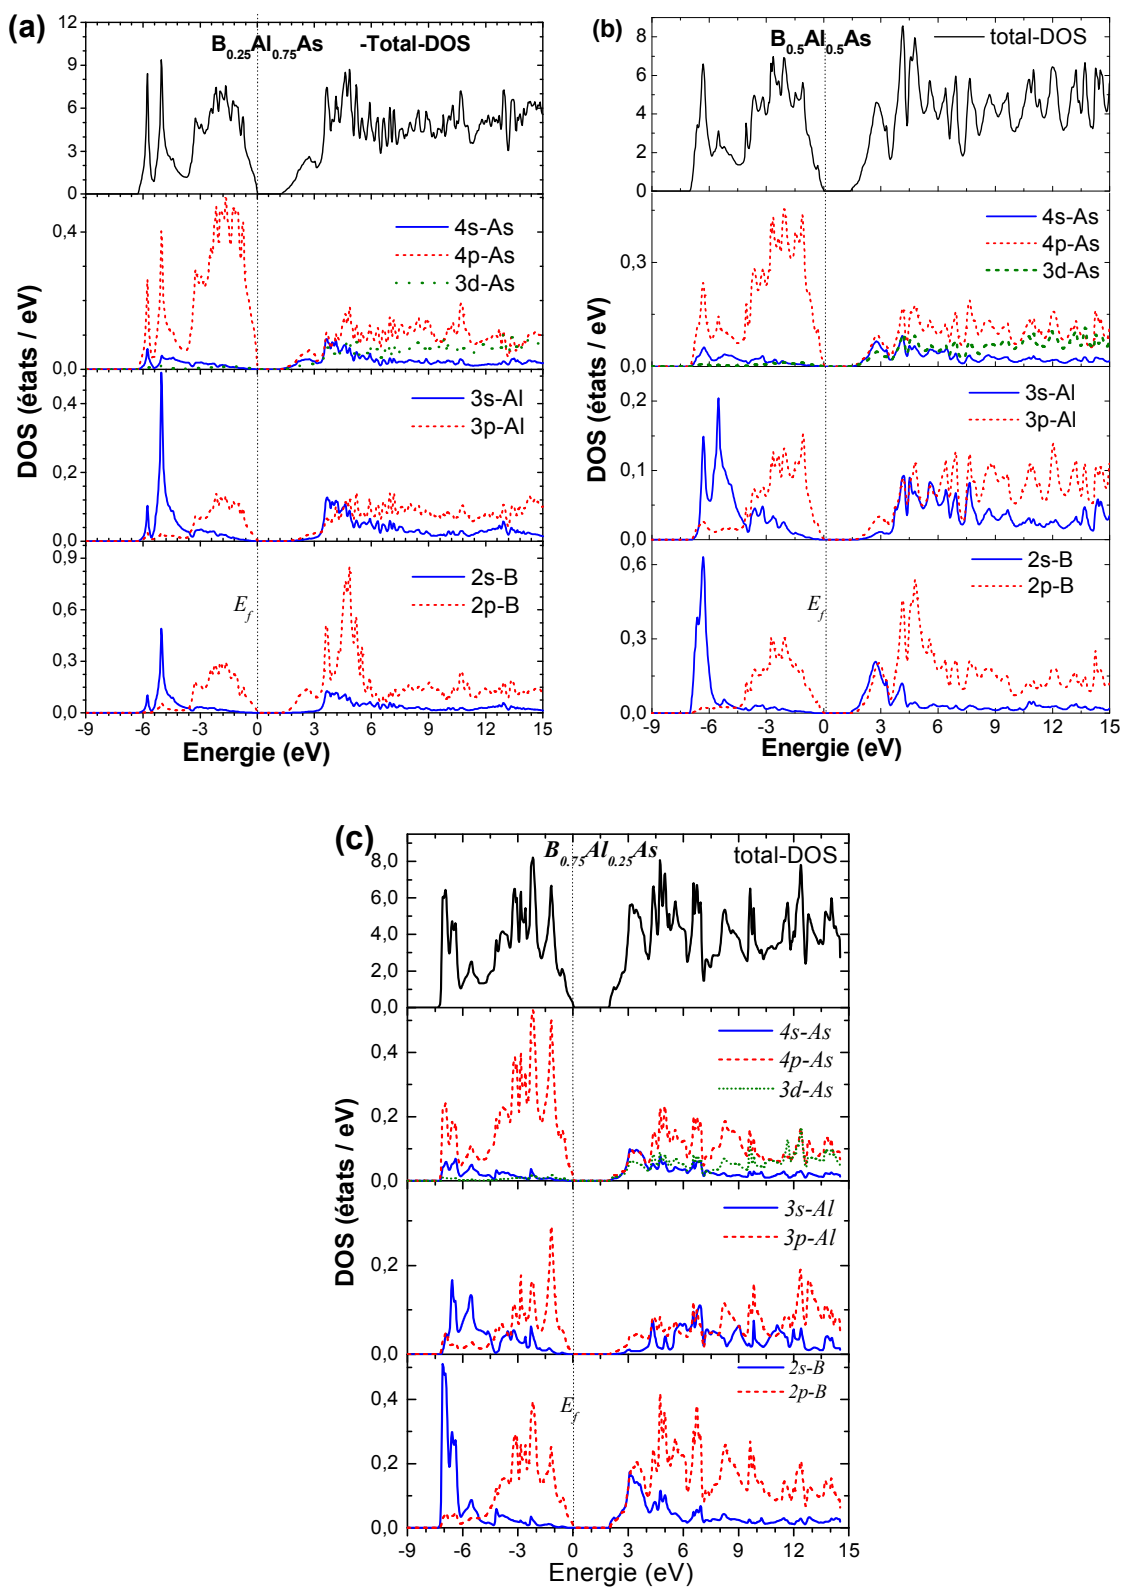 (a)
B0.25Al0.75As -Total-DOS
12
9
6
3
0
4s-As
4p-As
3d-As
0,4
0,0
3s-Al
3p-Al
0,4
0,2
0,0
2s-B
2p-B
0,9
0,6
0,3
0,0
Ef
DOS (états / eV)
-9 -6 -3 0 3 6 9 12 15
Energie (eV)
(b)
B0.5Al0.5As total-DOS
8
6
4
2
0
4s-As
4p-As
3d-As
0,3
0,0
3s-Al
3p-Al
0,2
0,1
0,0
2s-B
2p-B
0,6
0,3
0,0
Ef
DOS (états / eV)
-9 -6 -3 0 3 6 9 12 15
Energie (eV)
(c)
B0.75Al0.25As total-DOS
8,0
6,0
4,0
2,0
0,0
4s-As
4p-As
3d-As
0,4
0,2
0,0
3s-Al
3p-Al
0,2
0,0
2s-B
2p-B
0,4
0,2
0,0
Ef
DOS (états / eV)
-9 -6 -3 0 3 6 9 12 15
Energie (eV)